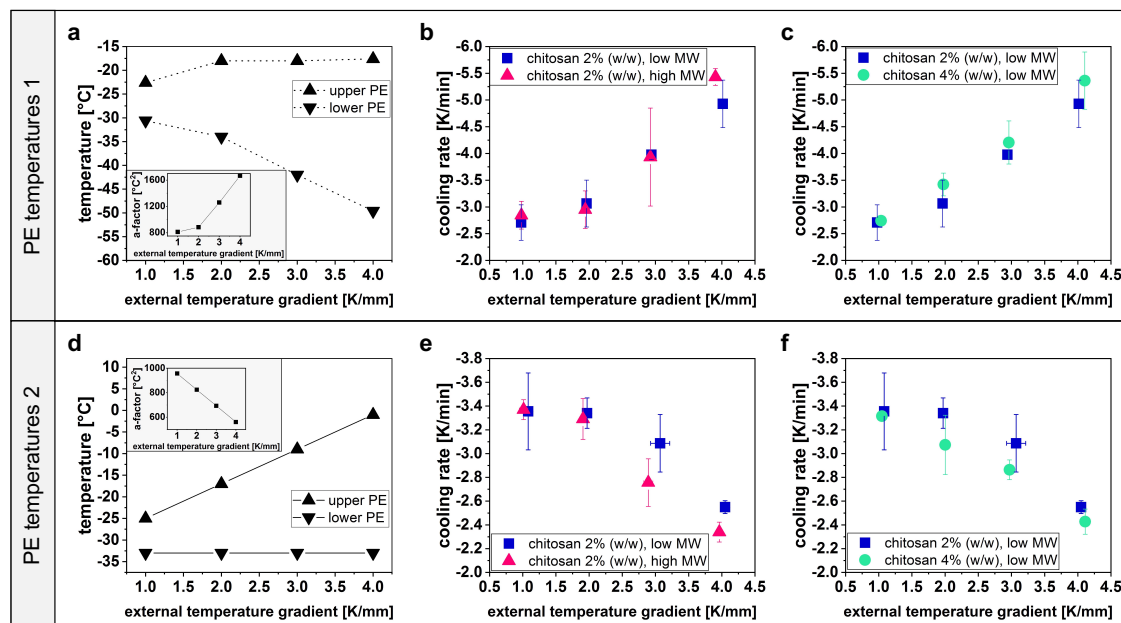 PE temperatures 1
a
-15
-20
-25
-30
-35
-40
-45
-50
-55
-60
temperature [°C]
upper PE
lower PE
1600
1200
800
a-factor [°C²]
1 2 3 4
external temperature gradient [K/mm]
1.0 2.0 3.0 4.0
external temperature gradient [K/mm]
b
-6.0
-5.5
-5.0
-4.5
-4.0
-3.5
-3.0
-2.5
-2.0
cooling rate [K/min]
chitosan 2% (w/w), low MW
chitosan 2% (w/w), high MW
0.5 1.0 1.5 2.0 2.5 3.0 3.5 4.0 4.5
external temperature gradient [K/mm]
c
-6.0
-5.5
-5.0
-4.5
-4.0
-3.5
-3.0
-2.5
-2.0
cooling rate [K/min]
chitosan 2% (w/w), low MW
chitosan 4% (w/w), low MW
0.5 1.0 1.5 2.0 2.5 3.0 3.5 4.0 4.5
external temperature gradient [K/mm]
PE temperatures 2
d
10
5
0
-5
-10
-15
-20
-25
-30
-35
temperature [°C]
1000
800
600
a-factor [°C²]
1 2 3 4
external temperature gradient [K/mm]
upper PE
lower PE
1.0 2.0 3.0 4.0
external temperature gradient [K/mm]
e
-3.8
-3.6
-3.4
-3.2
-3.0
-2.8
-2.6
-2.4
-2.2
-2.0
cooling rate [K/min]
chitosan 2% (w/w), low MW
chitosan 2% (w/w), high MW
0.5 1.0 1.5 2.0 2.5 3.0 3.5 4.0 4.5
external temperature gradient [K/mm]
f
-3.8
-3.6
-3.4
-3.2
-3.0
-2.8
-2.6
-2.4
-2.2
-2.0
cooling rate [K/min]
chitosan 2% (w/w), low MW
chitosan 4% (w/w), low MW
0.5 1.0 1.5 2.0 2.5 3.0 3.5 4.0 4.5
external temperature gradient [K/mm]